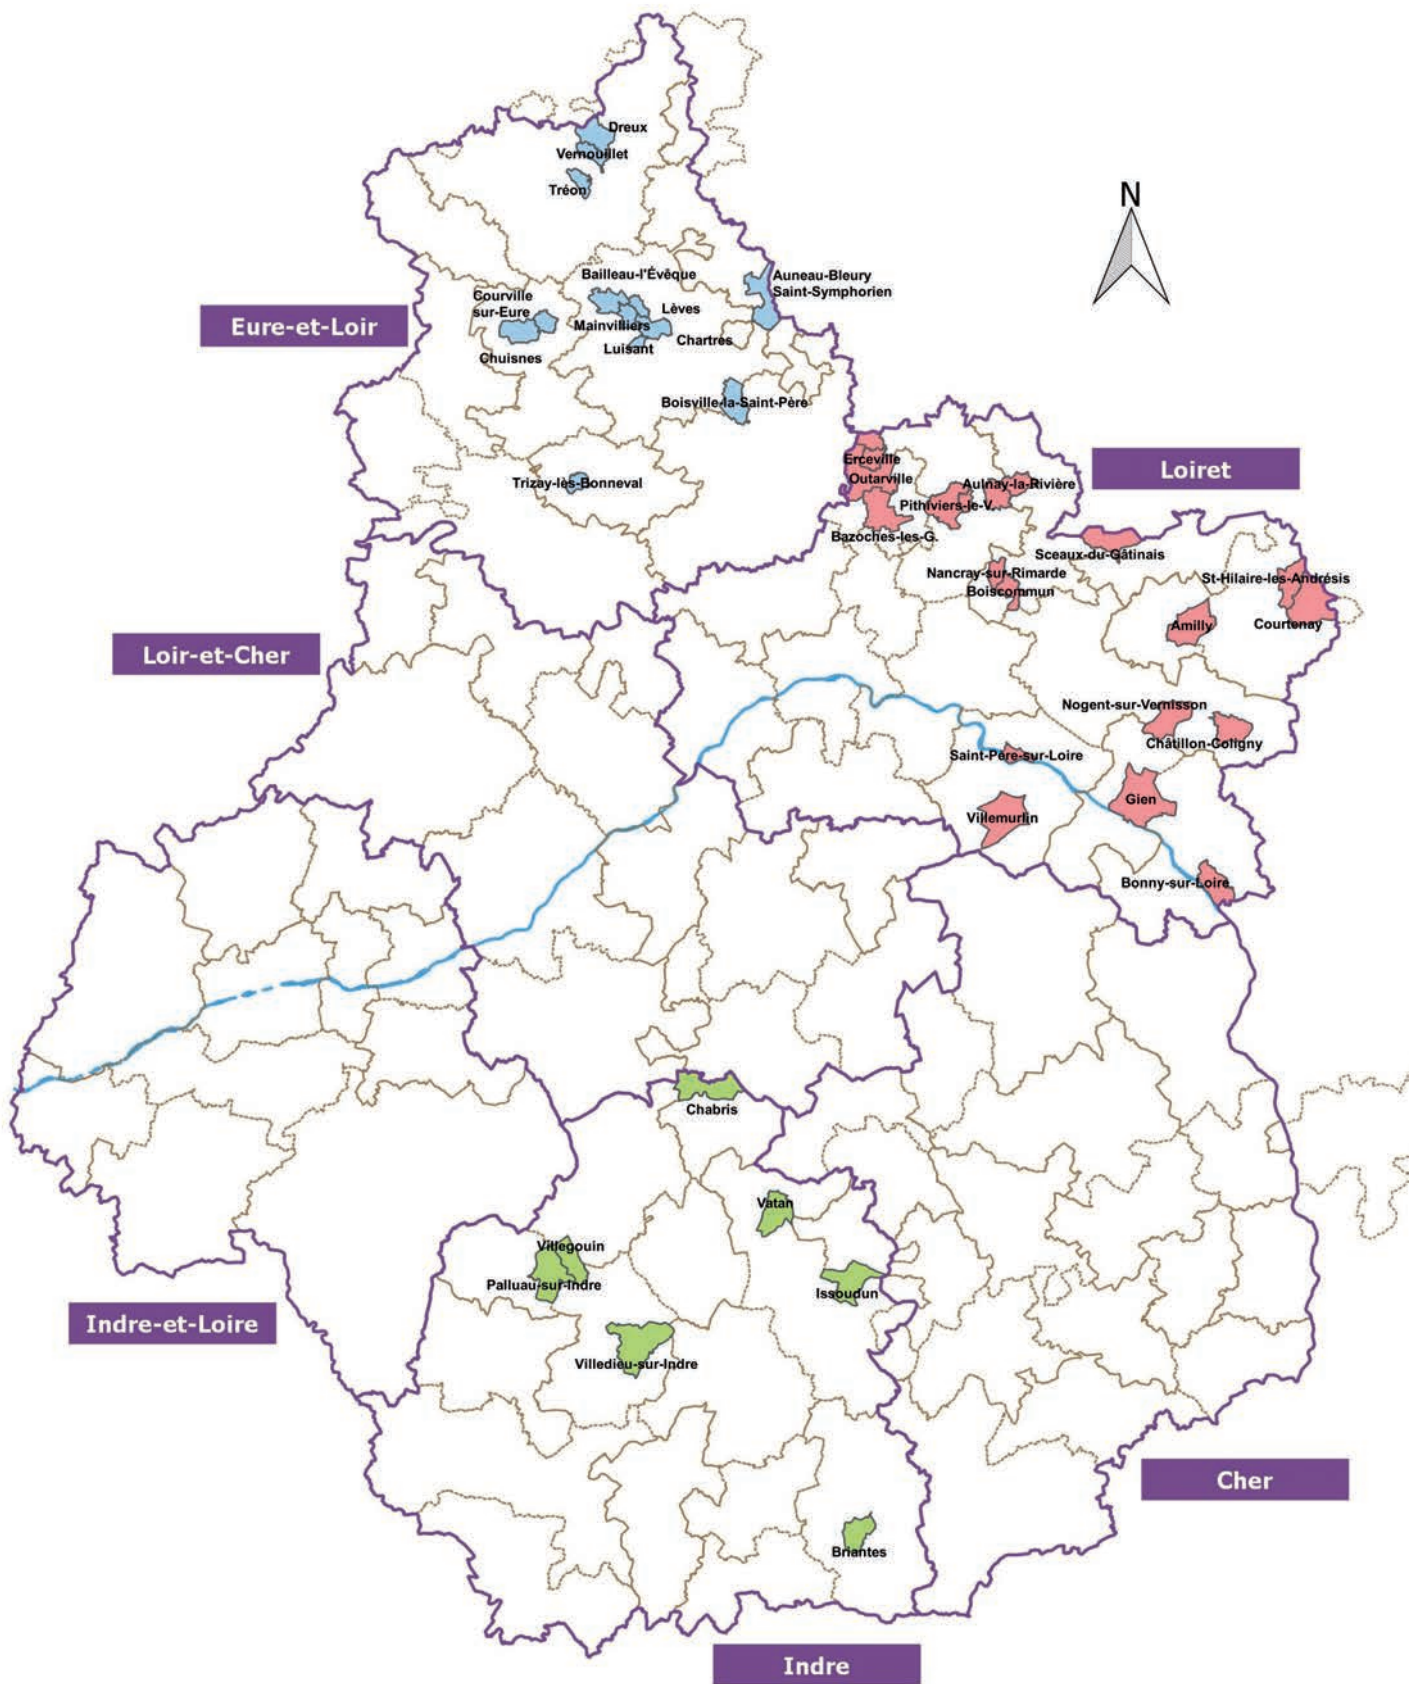 Dreux
Vernouillet
Tréon
N
Bailleau-l'Évêque
Auneau-Bleury
Saint-Symphorien
Courville
sur-Eure
Lèves
Eure-et-Loir
Mainvilliers
Chartres
Luisant
Chuisnes
Boisville-la-Saint-Père
Erceville
Loiret
Outarville
Aulnay-la-Rivière
Trizay-lès-Bonneval
Pithiviers-le-V.
Bazoches-les-G.
Sceaux-du-Gâtinais
Nancray-sur-Rimarde
St-Hilaire-les-Andrésis
Boiscommun
Amilly
Courtenay
Loir-et-Cher
Nogent-sur-Vernisson
Châtillon-Coligny
Saint-Père-sur-Loire
Gien
Villemurlin
Bonny-sur-Loire
Chabris
Vatan
Villegouin
Palluau-sur-Indre
Issoudun
Indre-et-Loire
Villedieu-sur-Indre
Cher
Briantes
Indre